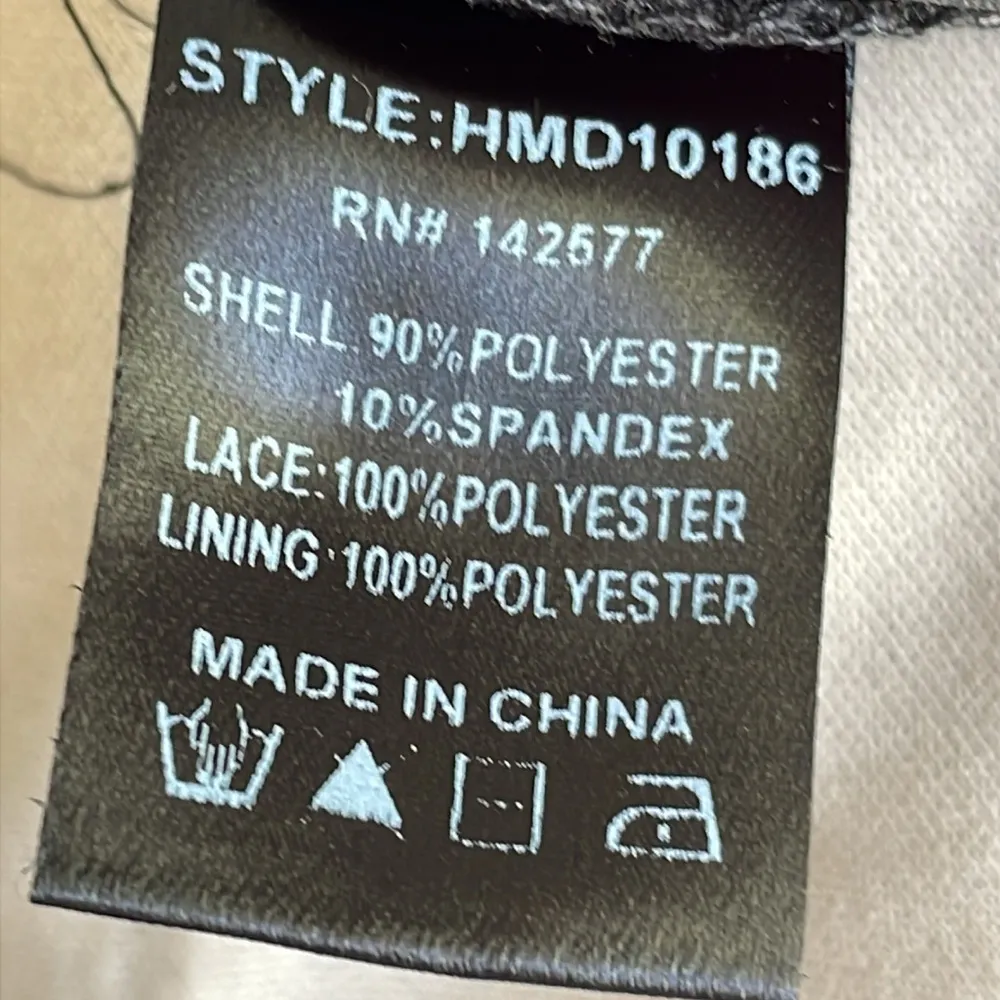 STYLE:HMD10186
RN# 142577
SHELL: 90%POLYESTER
10%SPANDEX
LACE:100%POLYESTER
LINING:100%POLYESTER
MADE IN CHINA